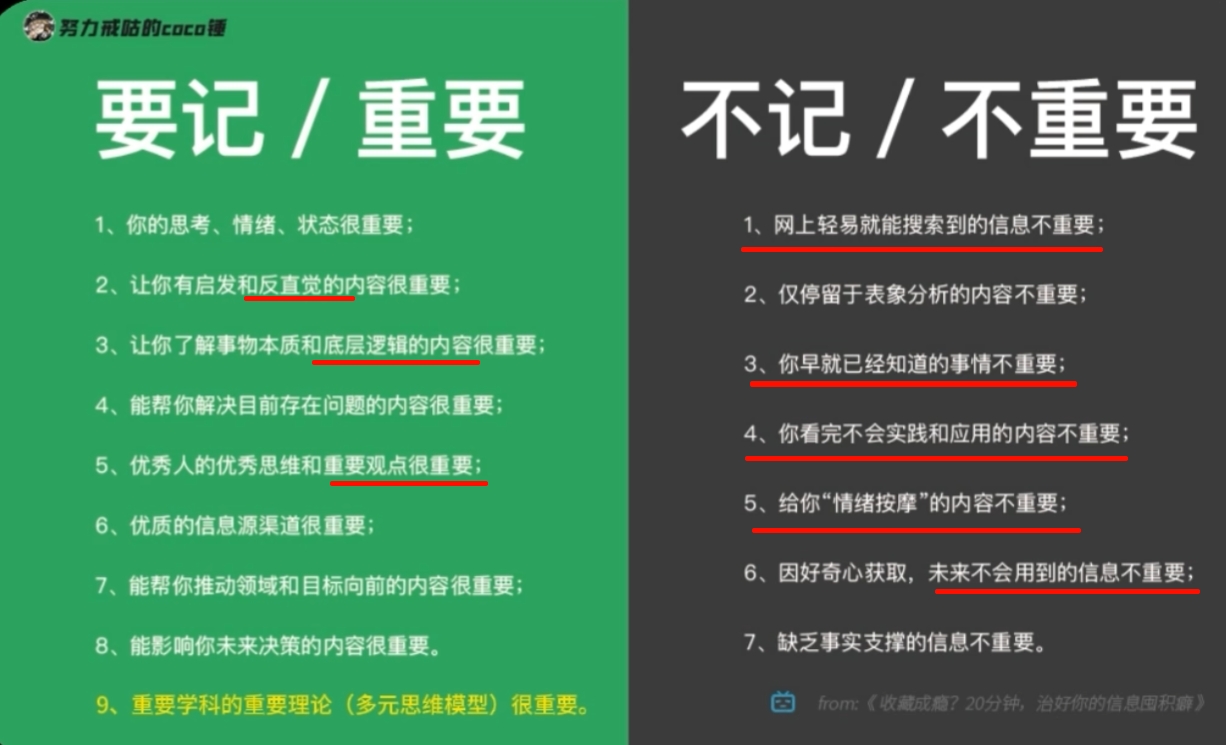 努力戒咕的coco锤
要记 / 重要
1、你的思考、情绪、状态很重要；
2、让你有启发和反直觉的内容很重要；
3、让你了解事物本质和底层逻辑的内容很重要；
4、能帮你解决目前存在问题的内容很重要；
5、优秀人的优秀思维和重要观点很重要；
6、优质的信息源渠道很重要；
7、能帮你推动领域和目标向前的内容很重要；
8、能影响你未来决策的内容很重要。
9、重要学科的重要理论（多元思维模型）很重要。
不记 / 不重要
1、网上轻易就能搜索到的信息不重要；
2、仅停留于表象分析的内容不重要；
3、你早就已经知道的事情不重要；
4、你看完不会实践和应用的内容不重要；
5、给你“情绪按摩”的内容不重要；
6、因好奇心获取，未来不会用到的信息不重要；
7、缺乏事实支撑的信息不重要。
from:《收藏成瘾？20分钟，治好你的信息囤积癖》